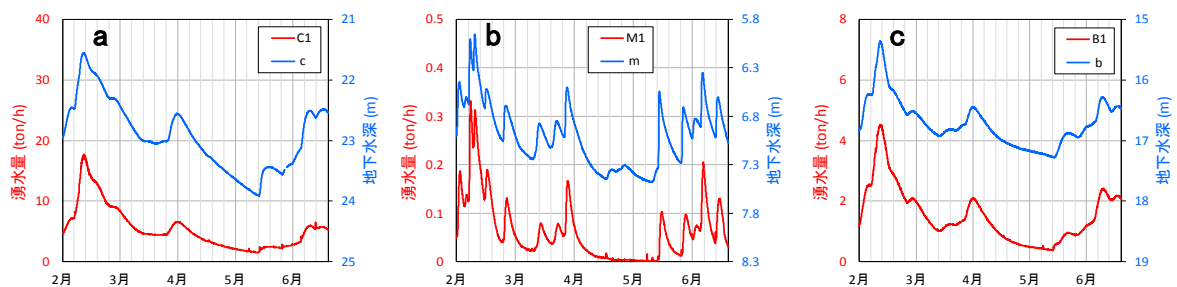 a
C1
c
湧水量 (ton/h)
40
30
20
10
0
地下水深 (m)
21
22
23
24
25
2月
3月
4月
5月
6月
b
M1
m
湧水量 (ton/h)
0.5
0.4
0.3
0.2
0.1
0
地下水深 (m)
5.8
6.3
6.8
7.3
7.8
8.3
2月
3月
4月
5月
6月
c
B1
b
湧水量 (ton/h)
8
6
4
2
0
地下水深 (m)
15
16
17
18
19
2月
3月
4月
5月
6月